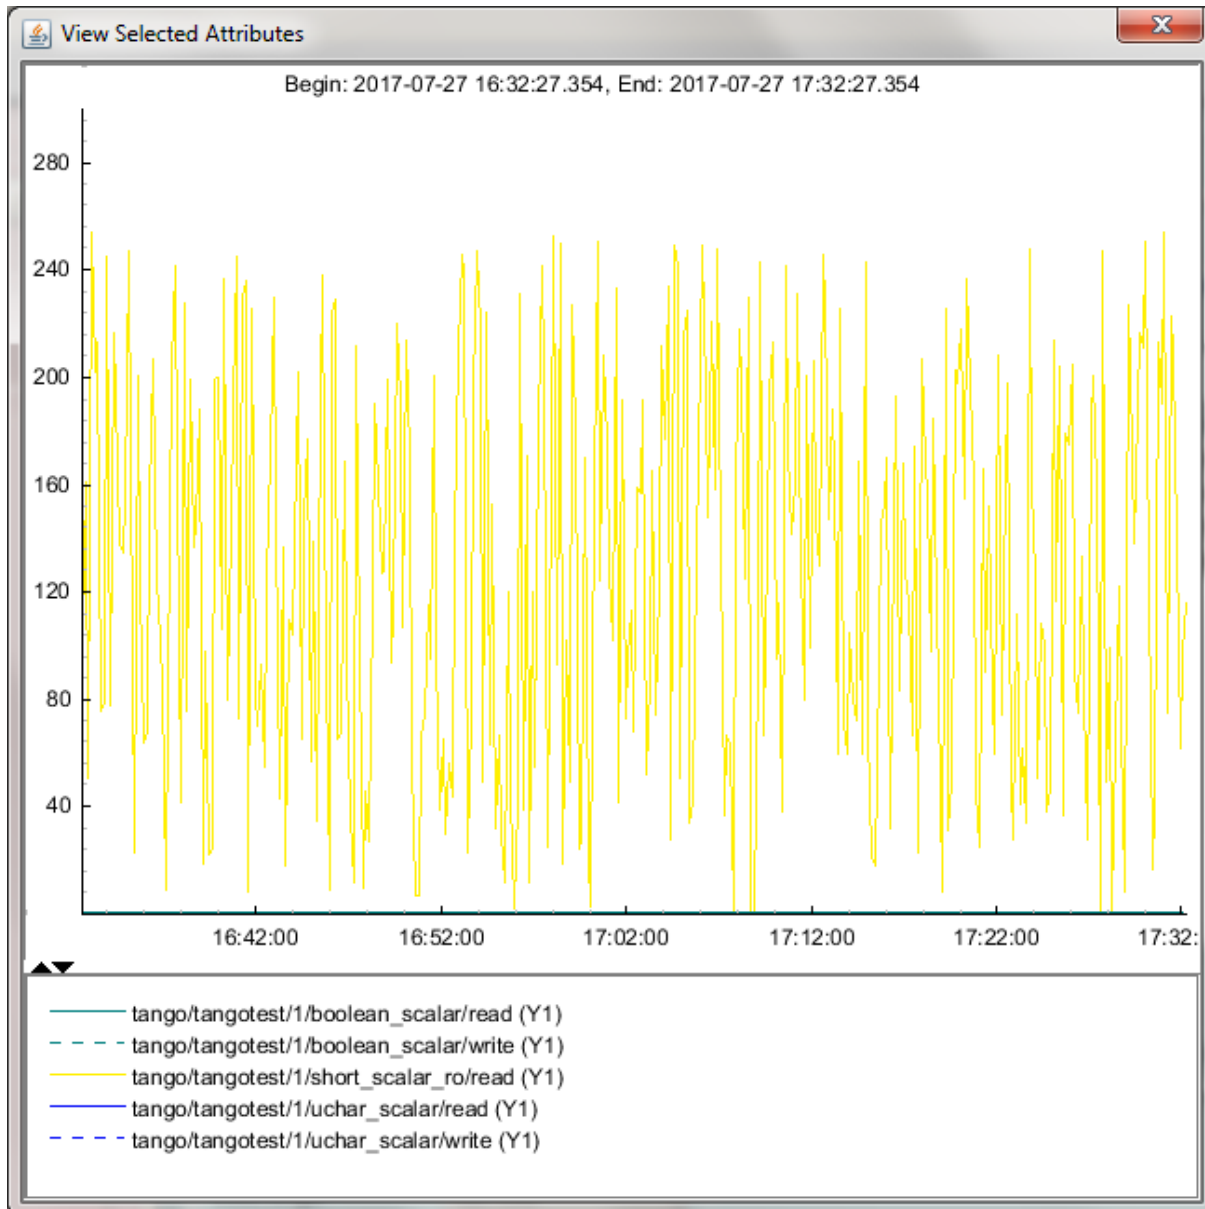 View Selected Attributes
Begin: 2017-07-27 16:32:27.354, End: 2017-07-27 17:32:27.354
280
240
200
160
120
80
40
16:42:00 16:52:00 17:02:00 17:12:00 17:22:00 17:32:
tango/tangotest/1/boolean_scalar/read (Y1)
tango/tangotest/1/boolean_scalar/write (Y1)
tango/tangotest/1/short_scalar_ro/read (Y1)
tango/tangotest/1/uchar_scalar/read (Y1)
tango/tangotest/1/uchar_scalar/write (Y1)